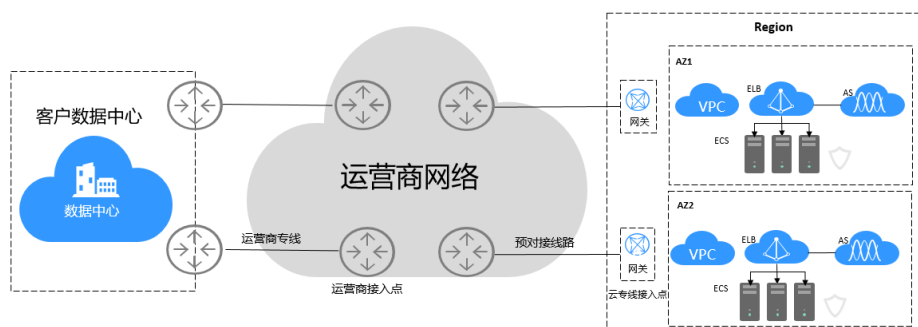 Region
AZ1
客户数据中心
数据中心
运营商网络
网关
VPC
ELB
AS
ECS
AZ2
运营商专线
运营商接入点
预对接线路
网关
云专线接入点
VPC
ELB
AS
ECS